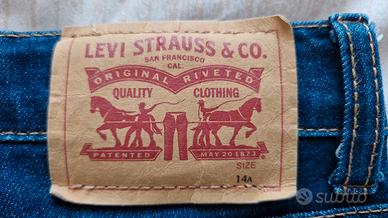 LEVI STRAUSS & CO.
SAN FRANCISCO
CAL.
ORIGINAL RIVETED
QUALITY CLOTHING
PATENTED MAY 20 1873
SIZE
14A
subito